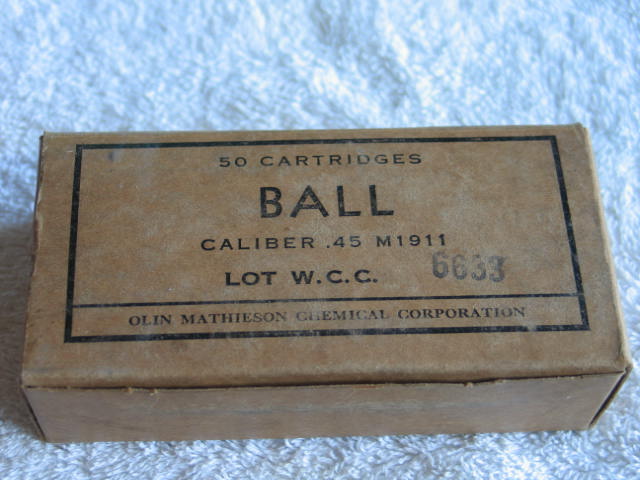 50 CARTRIDGES
BALL
CALIBER .45 M1911
LOT W.C.C. 6633
OLIN MATHIESON CHEMICAL CORPORATION